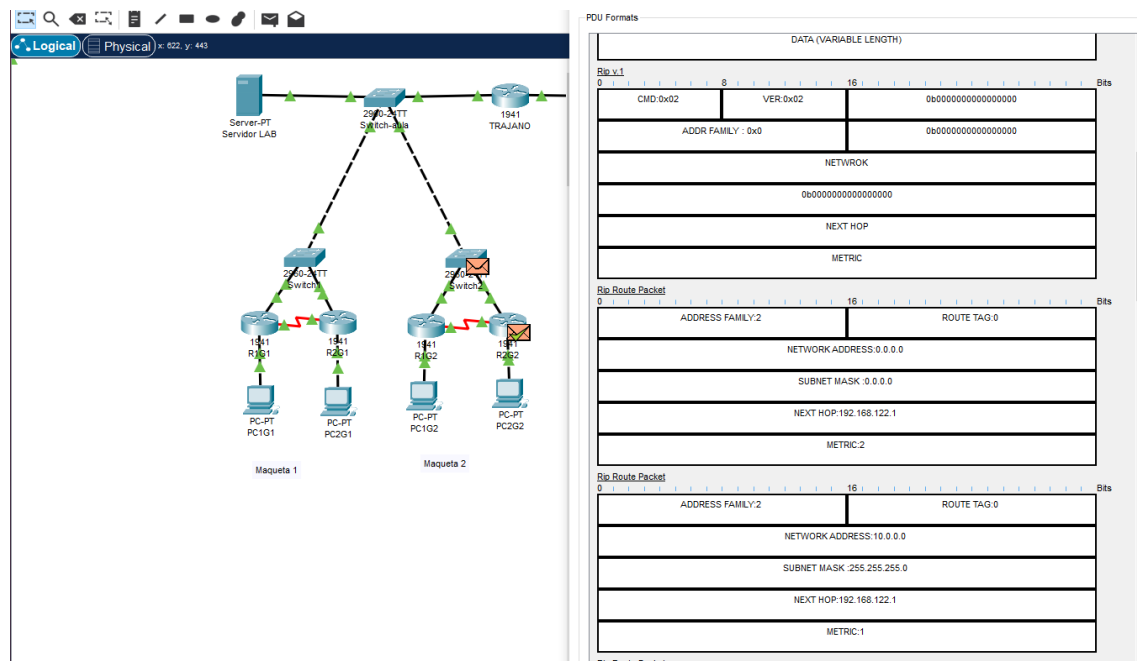 Logical
Physical
x: 622, y: 443
Server-PT
Servidor LAB
2960-24TT
Switch-aula
1941
TRAJANO
2960-24TT
Switch1
2960-24TT
Switch2
1941
R1G1
1941
R2G1
1941
R1G2
1941
R2G2
PC-PT
PC1G1
PC-PT
PC2G1
PC-PT
PC1G2
PC-PT
PC2G2
Maqueta 1
Maqueta 2
PDU Formats
DATA (VARIABLE LENGTH)
Rip v.1
0 8 16 Bits
CMD:0x02 VER:0x02 0b0000000000000000
ADDR FAMILY : 0x0 0b0000000000000000
NETWROK
0b0000000000000000
NEXT HOP
METRIC
Rip Route Packet
0 16 Bits
ADDRESS FAMILY:2 ROUTE TAG:0
NETWORK ADDRESS:0.0.0.0
SUBNET MASK :0.0.0.0
NEXT HOP:192.168.122.1
METRIC:2
Rip Route Packet
0 16 Bits
ADDRESS FAMILY:2 ROUTE TAG:0
NETWORK ADDRESS:10.0.0.0
SUBNET MASK :255.255.255.0
NEXT HOP:192.168.122.1
METRIC:1